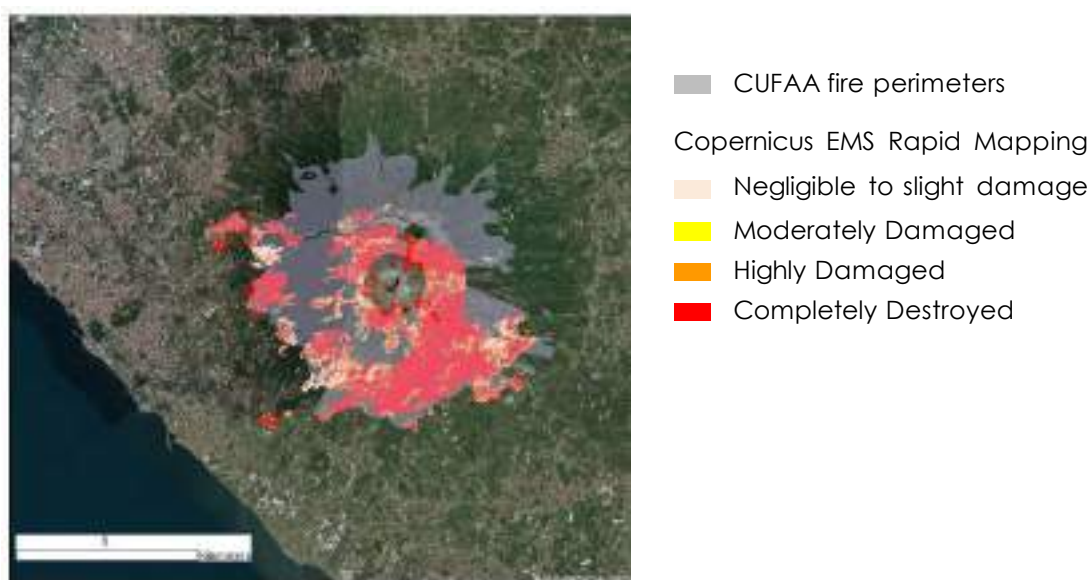 CUFAA fire perimeters
Copernicus EMS Rapid Mapping
Negligible to slight damage
Moderately Damaged
Highly Damaged
Completely Destroyed